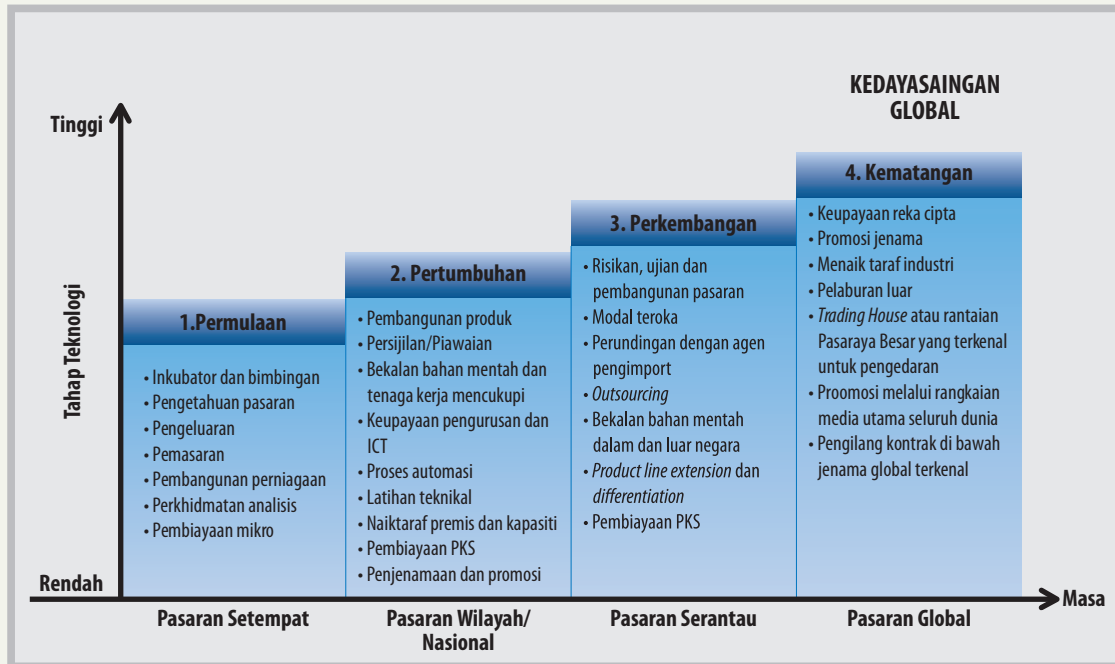 KEDAYASAINGAN
GLOBAL
Tinggi
Tahap Teknologi
Rendah
1.Permulaan
• Inkubator dan bimbingan
• Pengetahuan pasaran
• Pengeluaran
• Pemasaran
• Pembangunan perniagaan
• Perkhidmatan analisis
• Pembiayaan mikro
Pasaran Setempat
2. Pertumbuhan
• Pembangunan produk
• Persijilan/Piawaian
• Bekalan bahan mentah dan
tenaga kerja mencukupi
• Keupayaan pengurusan dan
ICT
• Proses automasi
• Latihan teknikal
• Naiktaraf premis dan kapasiti
• Pembiayaan PKS
• Penjenamaan dan promosi
Pasaran Wilayah/
Nasional
3. Perkembangan
• Risikan, ujian dan
pembangunan pasaran
• Modal teroka
• Perundingan dengan agen
pengimport
• Outsourcing
• Bekalan bahan mentah
dalam dan luar negara
• Product line extension dan
differentiation
• Pembiayaan PKS
Pasaran Serantau
4. Kematangan
• Keupayaan reka cipta
• Promosi jenama
• Menaik taraf industri
• Pelaburan luar
• Trading House atau rantaian
Pasaraya Besar yang terkenal
untuk pengedaran
• Proomosi melalui rangkaian
media utama seluruh dunia
• Pengilang kontrak di bawah
jenama global terkenal
Pasaran Global
Masa